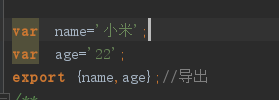 var name='小米';
var age='22';
export {name,age};//导出
/**